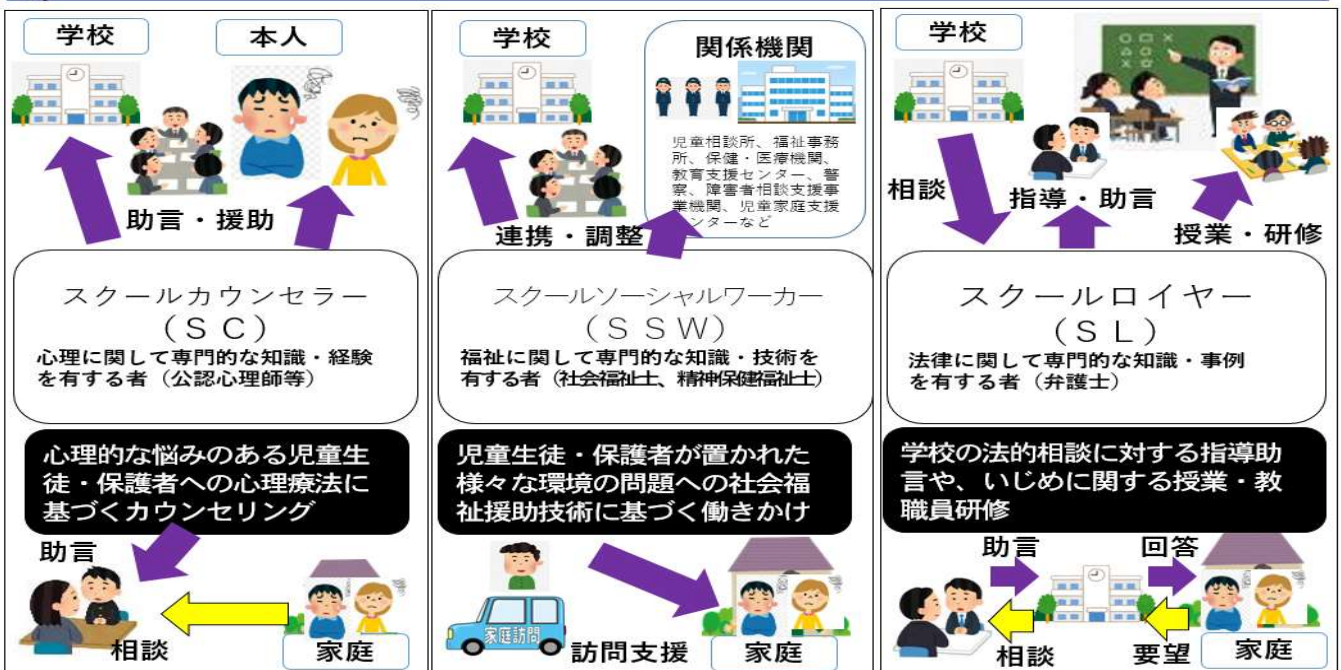 学校
本人
助言・援助
スクールカウンセラー
(SC)
心理に関して専門的な知識・経験
を有する者(公認心理師等)
心理的な悩みのある児童生
徒・保護者への心理療法に
基づくカウンセリング
助言
相談
家庭
学校
関係機関
児童相談所、福祉事務
所、保健・医療機関、
教育支援センター、警
察、障害者相談支援事
業機関、児童家庭支援
ンターなど
連携・調整
スクールソーシャルワーカー
(SSW)
福祉に関して専門的な知識・技術を
有する者(社会福祉士、精神保健福祉士)
児童生徒・保護者が置かれた
様々な環境の問題への社会福
祉援助技術に基づく働きかけ
家庭訪問
訪問支援
家庭
学校
相談
指導・助言
授業・研修
スクールロイヤー
(SL)
法律に関して専門的な知識・事例
を有する者(弁護士)
学校の法的相談に対する指導助
言や、いじめに関する授業・教
職員研修
助言
回答
相談
要望
家庭